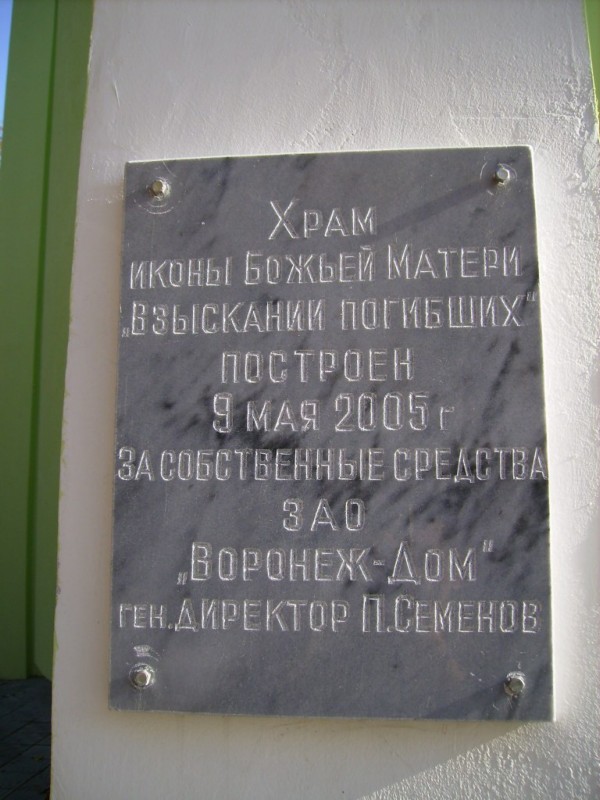 Храм
иконы Божьей Матери
„Взыскании погибших"
построен
9 мая 2005 г
за собственные средства
ЗАО
„Воронеж-Дом"
ген.директор П.Семенов